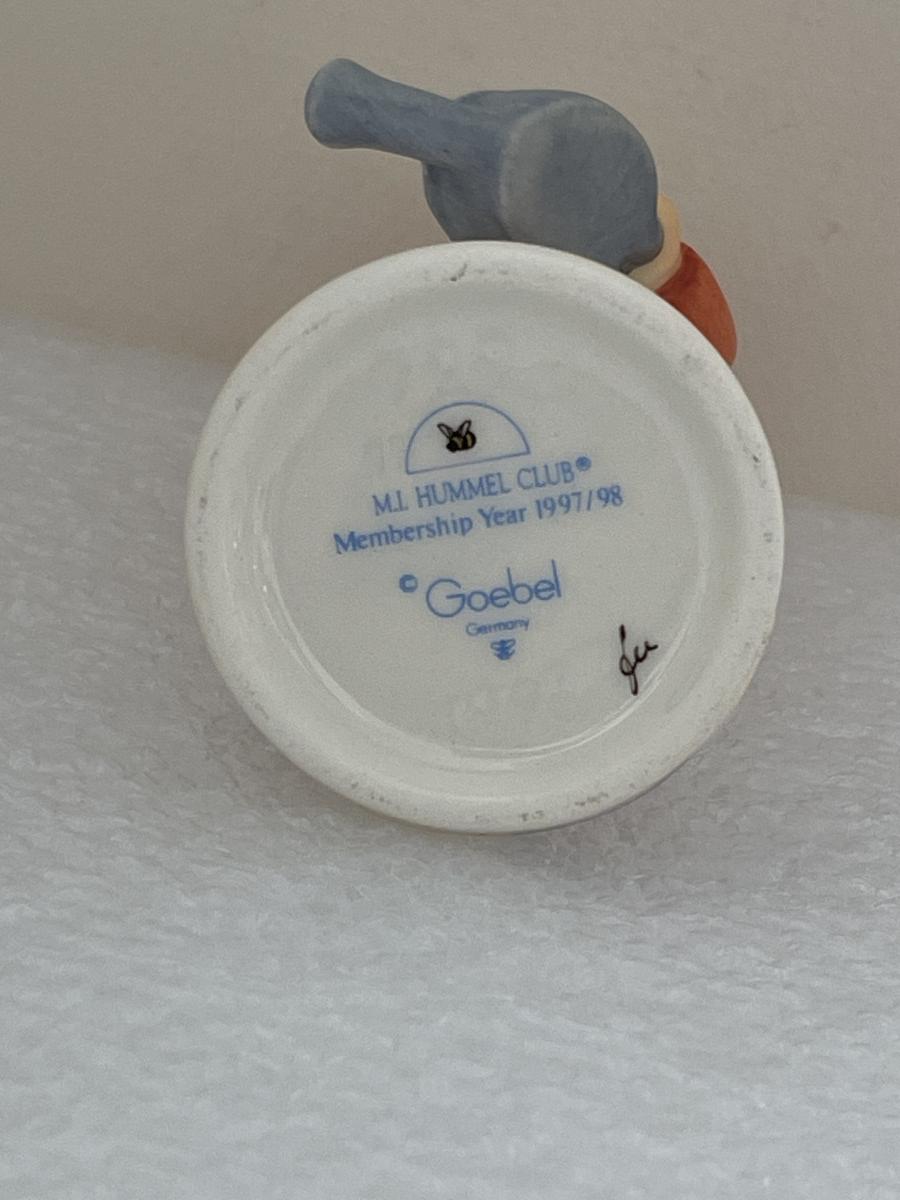 M.I. HUMMEL CLUB®
Membership Year 1997/98
© Goebel
Germany